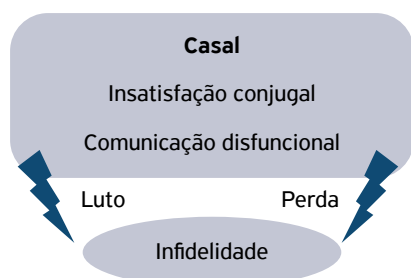 Casal
Insatisfação conjugal
Comunicação disfuncional
Luto Perda
Infidelidade